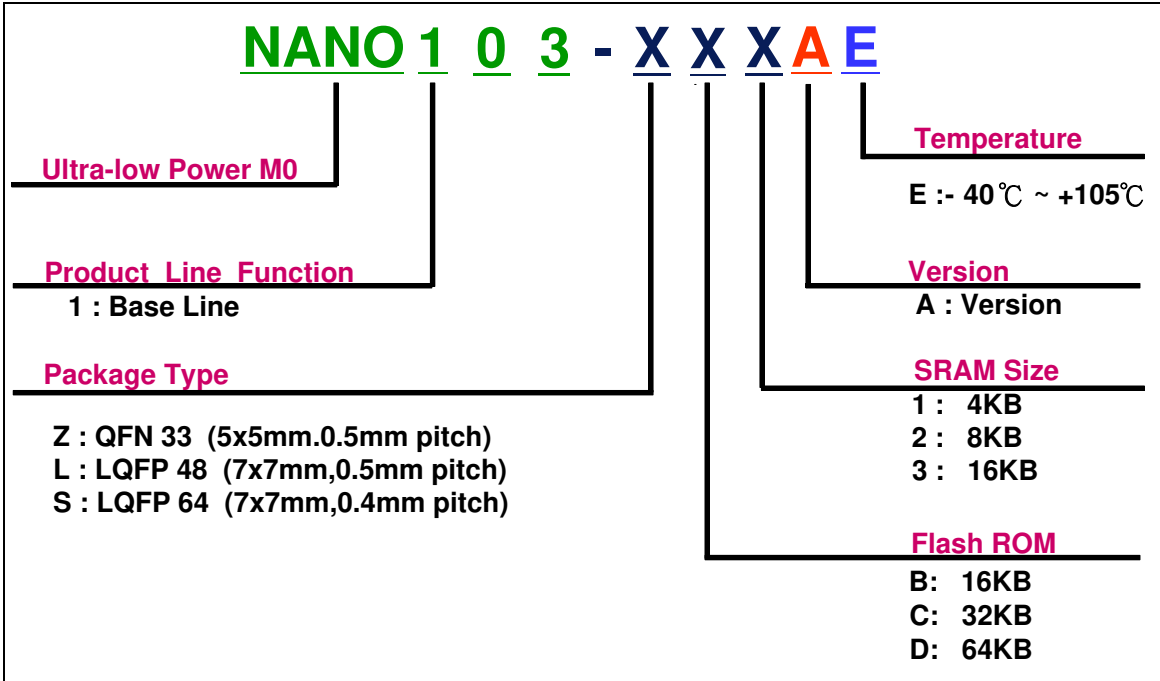 NANO 1 0 3 - X X X A E
Ultra-low Power M0
Product Line Function
1 : Base Line
Package Type
Z : QFN 33 (5x5mm.0.5mm pitch)
L : LQFP 48 (7x7mm,0.5mm pitch)
S : LQFP 64 (7x7mm,0.4mm pitch)
Temperature
E :- 40℃ ~ +105℃
Version
A : Version
SRAM Size
1 : 4KB
2 : 8KB
3 : 16KB
Flash ROM
B: 16KB
C: 32KB
D: 64KB